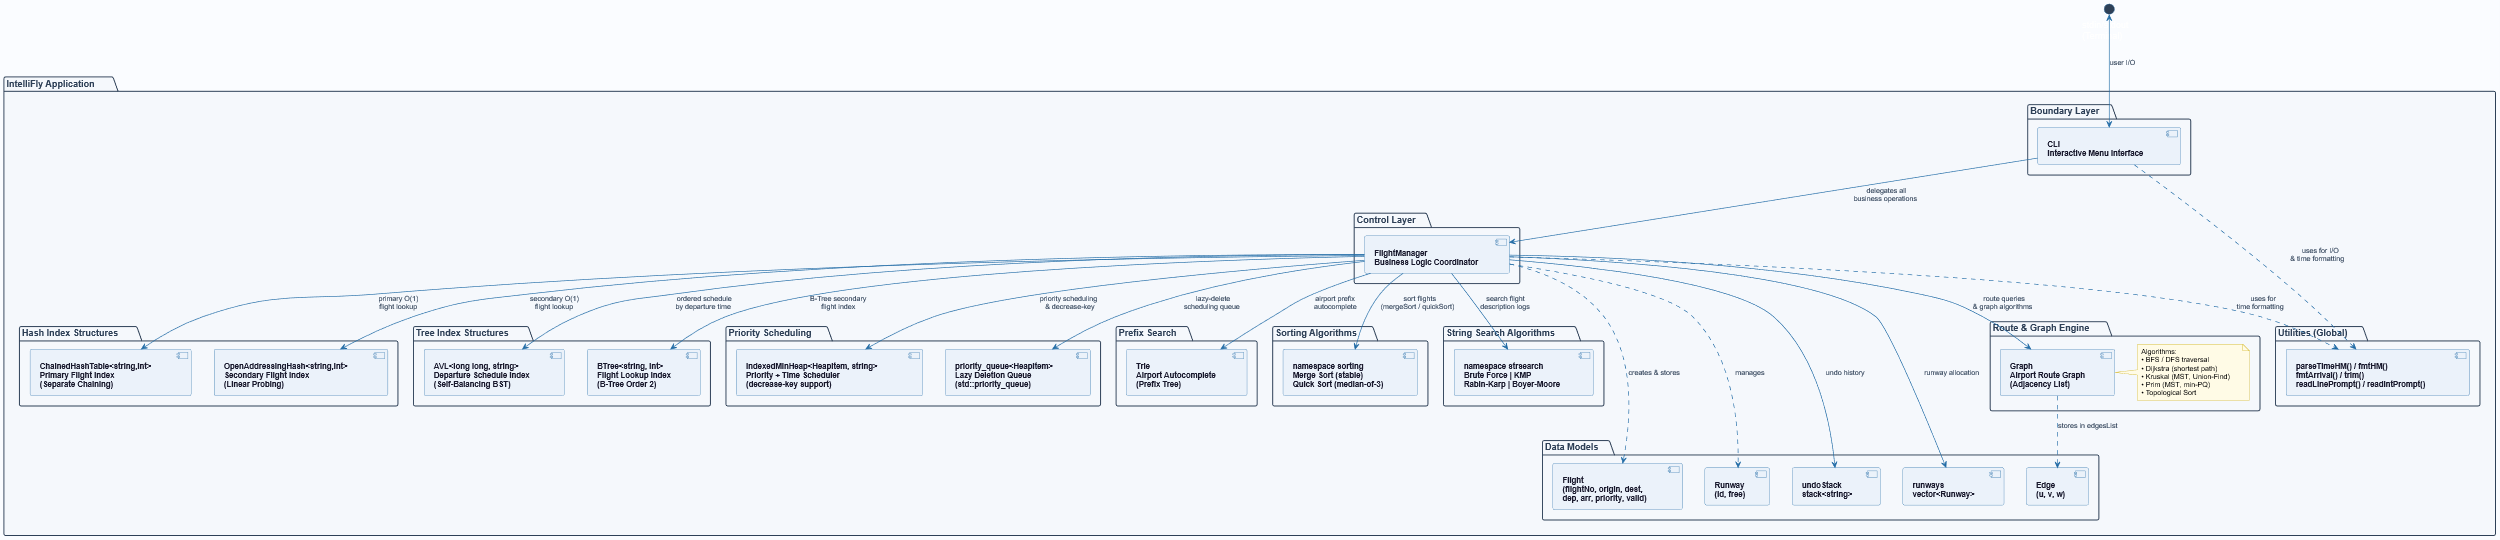 user I/O
IntelliFly Application
Boundary Layer
CLI
Interactive Menu Interface
delegates all
business operations
Control Layer
FlightManager
Business Logic Coordinator
uses for I/O
& time formatting
primary O(1)
flight lookup
secondary O(1)
flight lookup
ordered schedule
by departure time
B-Tree secondary
flight index
priority scheduling
& decrease-key
lazy-delete
scheduling queue
airport prefix
autocomplete
sort flights
(mergeSort / quickSort)
search flight
description logs
route queries
& graph algorithms
uses for
time formatting
Hash Index Structures
ChainedHashTable<string,int>
Primary Flight Index
(Separate Chaining)
OpenAddressingHash<string,int>
Secondary Flight Index
(Linear Probing)
Tree Index Structures
AVL<long long, string>
Departure Schedule Index
(Self-Balancing BST)
BTree<string, int>
Flight Lookup Index
(B-Tree Order 2)
Priority Scheduling
IndexedMinHeap<HeapItem, string>
Priority + Time Scheduler
(decrease-key support)
priority_queue<HeapItem>
Lazy Deletion Queue
(std::priority_queue)
Prefix Search
Trie
Airport Autocomplete
(Prefix Tree)
Sorting Algorithms
namespace sorting
Merge Sort (stable)
Quick Sort (median-of-3)
String Search Algorithms
namespace strsearch
Brute Force | KMP
Rabin-Karp | Boyer-Moore
Route & Graph Engine
Graph
Airport Route Graph
(Adjacency List)
Algorithms:
• BFS / DFS traversal
• Dijkstra (shortest path)
• Kruskal (MST, Union-Find)
• Prim (MST, min-PQ)
• Topological Sort
Utilities (Global)
parseTimeHM() / fmtHM()
fmtArrival() / trim()
readLinePrompt() / readIntPrompt()
creates & stores
manages
undo history
runway allocation
stores in edgesList
Data Models
Flight
(flightNo, origin, dest,
dep, arr, priority, valid)
Runway
(id, free)
undoStack
stack<string>
runways
vector<Runway>
Edge
(u, v, w)